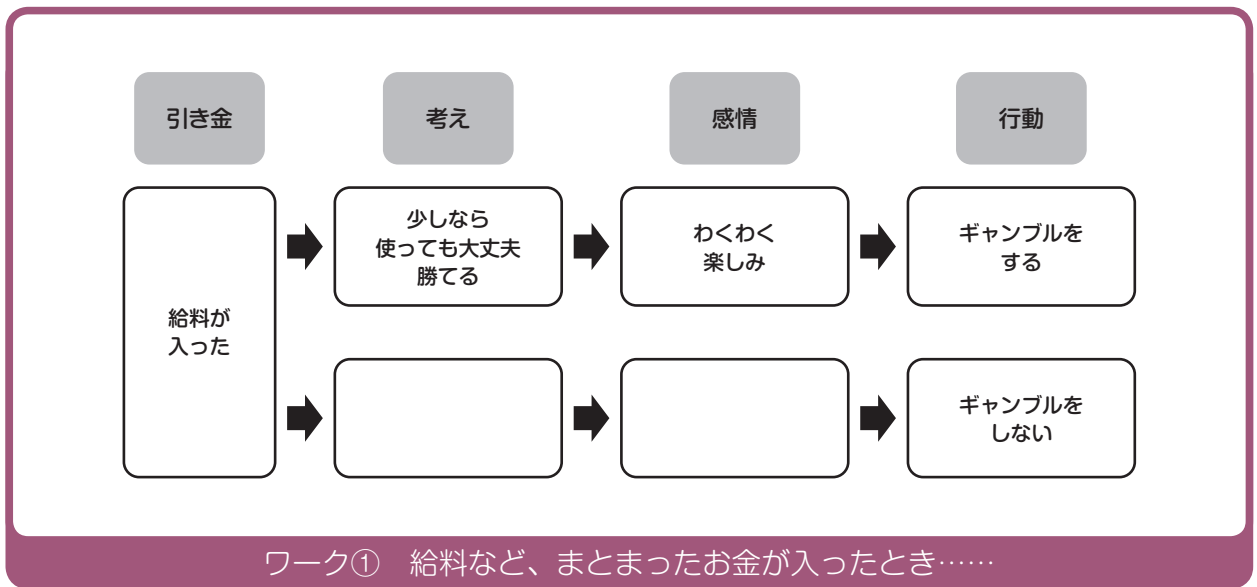 引き金
考え
感情
行動
給料が
入った
少しなら
使っても大丈夫
勝てる
わくわく
楽しみ
ギャンブルを
する
ギャンブルを
しない
ワーク① 給料など、まとまったお金が入ったとき……